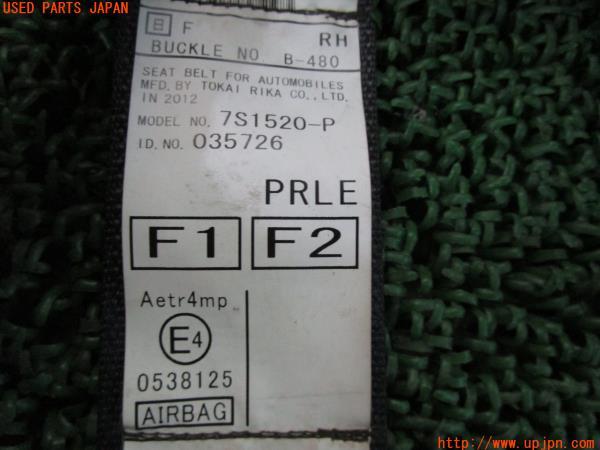 USED PARTS JAPAN
日 F RH
BUCKLE NO. B-480
SEAT BELT FOR AUTOMOBILES
MFD. BY TOKAI RIKA CO., LTD.
IN 2012
MODEL NO. 7S1520-P
ID. NO. 035726
PRLE
F1 F2
Aetr4mp
E4
0538125
AIRBAG
http://www.upjpn.com/